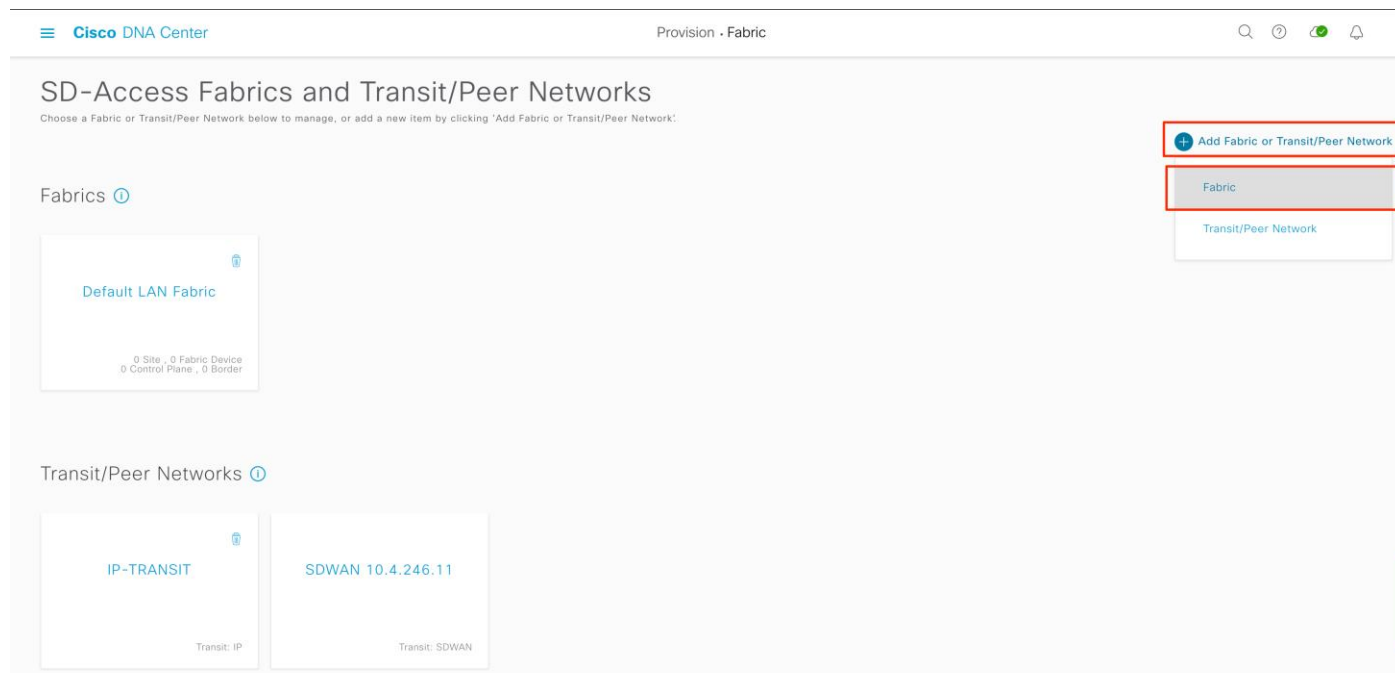 Cisco DNA Center
Provision • Fabric
SD-Access Fabrics and Transit/Peer Networks
Choose a Fabric or Transit/Peer Network below to manage, or add a new item by clicking 'Add Fabric or Transit/Peer Network'.
Add Fabric or Transit/Peer Network
Fabric
Transit/Peer Network
Fabrics
Default LAN Fabric
0 Site , 0 Fabric Device
0 Control Plane , 0 Border
Transit/Peer Networks
IP-TRANSIT
Transit: IP
SDWAN 10.4.246.11
Transit: SDWAN